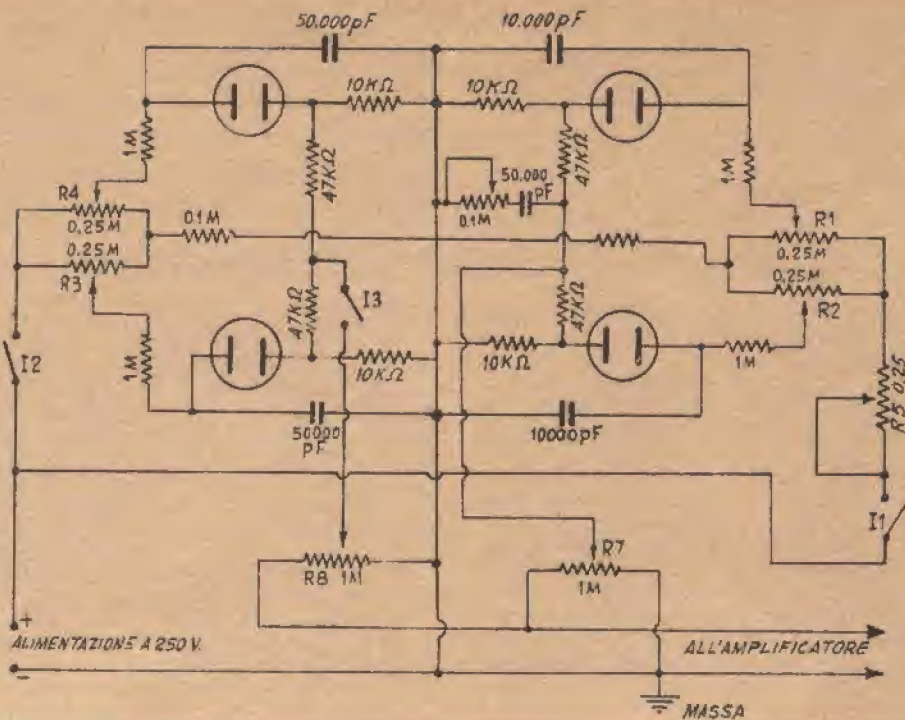 50.000pF
10.000pF
10KΩ
10KΩ
1M
47KΩ
47KΩ
1M
50.000
pF
0.1M
R4
0.25M
0.1M
0.25M
R3
R1
0.25M
0.25M
R2
I3
47KΩ
47KΩ
I2
1M
10KΩ
10KΩ
1M
R5 0.25
50000
pF
10000pF
I1
R8 1M
R7
1M
+
ALIMENTAZIONE A 250 V.
ALL'AMPLIFICATORE
-
MASSA